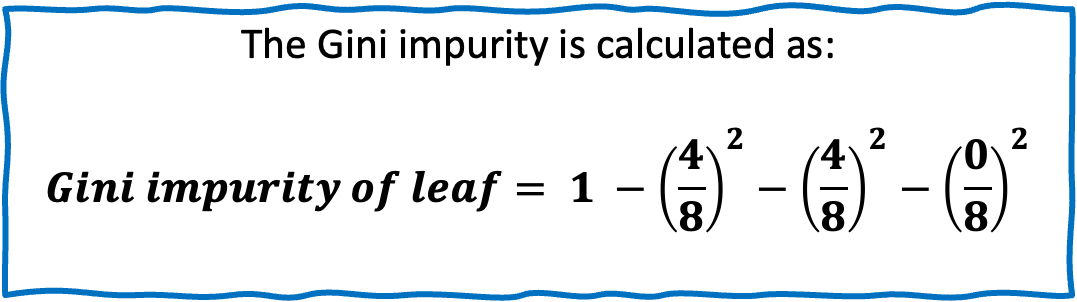 The Gini impurity is calculated as:
Gini impurity of leaf = 1 − (4/8)² − (4/8)² − (0/8)²